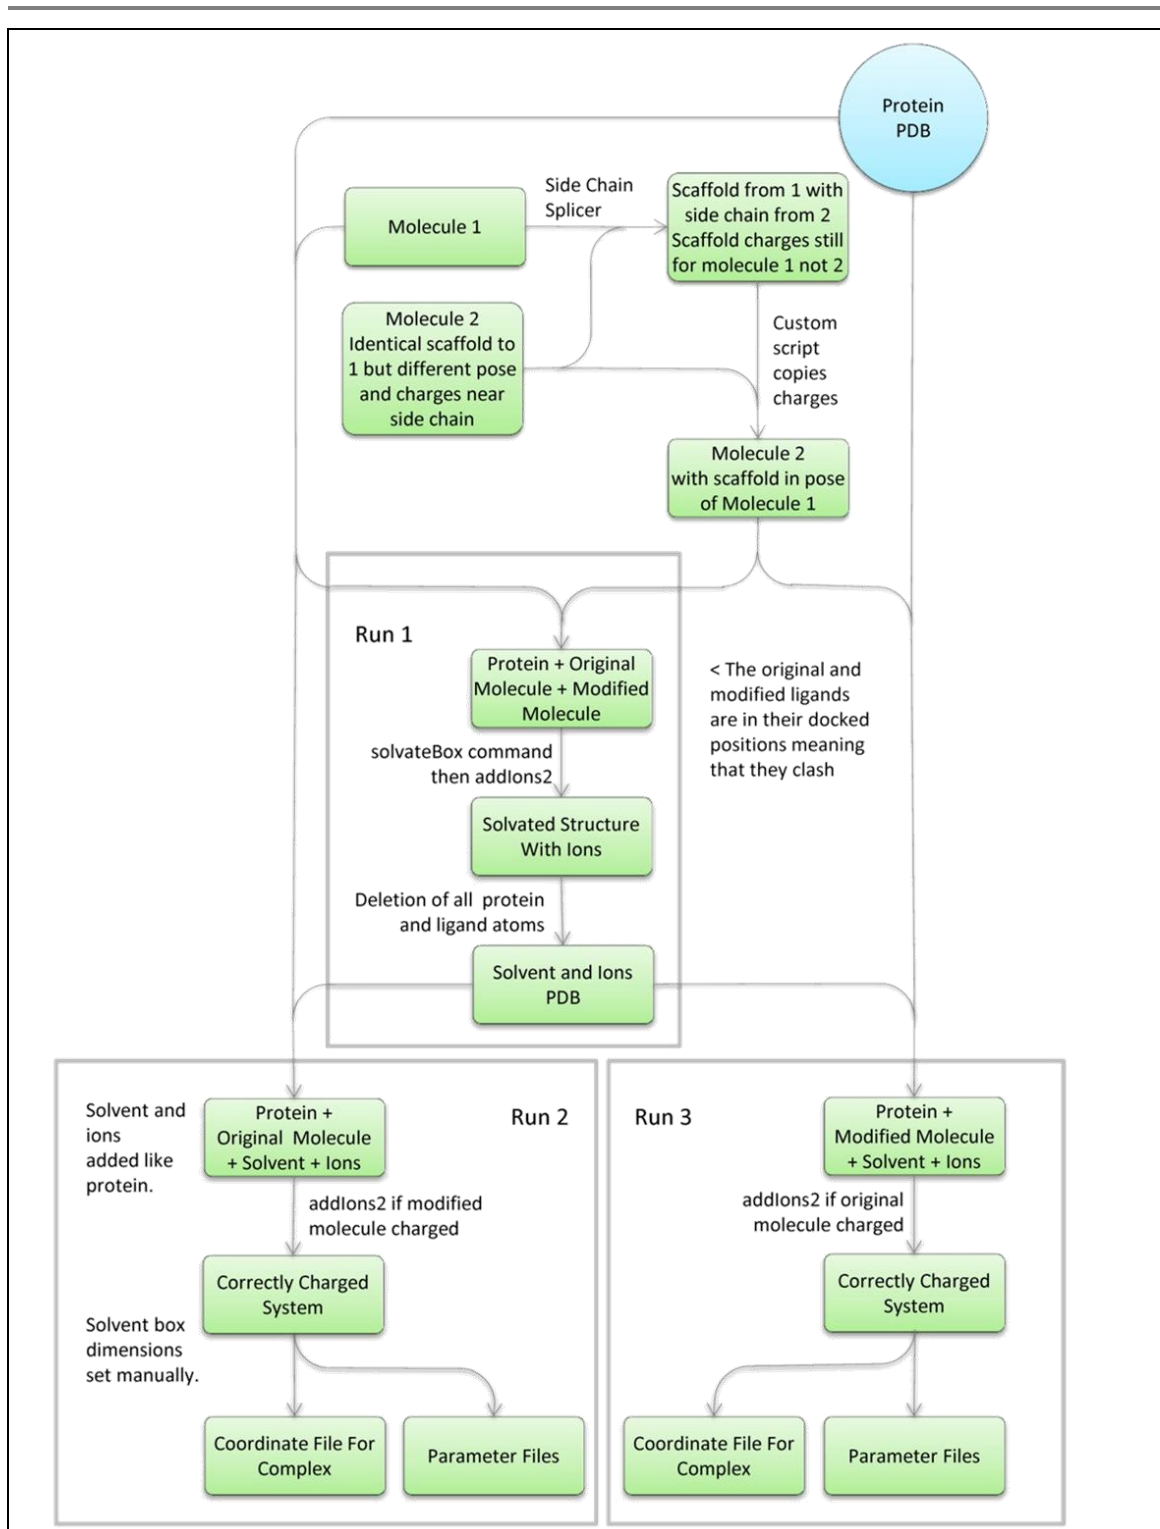 Protein
PDB
Side Chain
Splicer
Molecule 1
Scaffold from 1 with
side chain from 2
Scaffold charges still
for molecule 1 not 2
Molecule 2
Identical scaffold to
1 but different pose
and charges near
side chain
Custom
script
copies
charges
Molecule 2
with scaffold in pose
of Molecule 1
Run 1
Protein + Original
Molecule + Modified
Molecule
< The original and
modified ligands
are in their docked
positions meaning
that they clash
solvateBox command
then addIons2
Solvated Structure
With Ions
Deletion of all protein
and ligand atoms
Solvent and Ions
PDB
Solvent and
ions
added like
protein.
Protein +
Original Molecule
+ Solvent + Ions
Run 2
addIons2 if modified
molecule charged
Correctly Charged
System
Solvent box
dimensions
set manually.
Coordinate File For
Complex
Parameter Files
Run 3
Protein +
Modified Molecule
+ Solvent + Ions
addIons2 if original
molecule charged
Correctly Charged
System
Coordinate File For
Complex
Parameter Files